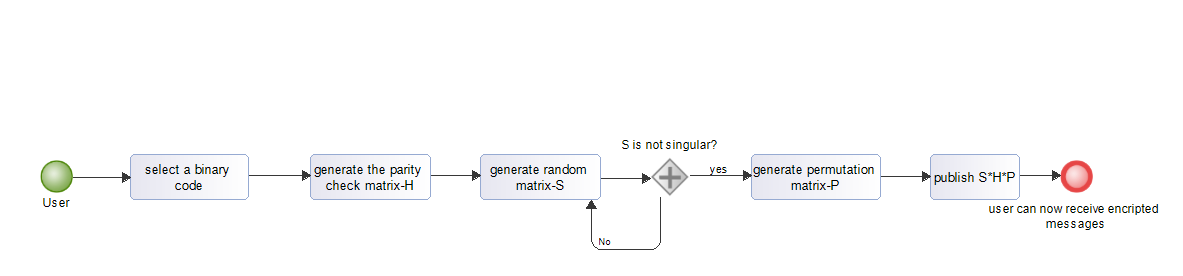 S is not singular?
User
select a binary
code
generate the parity
check matrix-H
generate random
matrix-S
yes
No
generate permutation
matrix-P
publish S*H*P
user can now receive encripted
messages